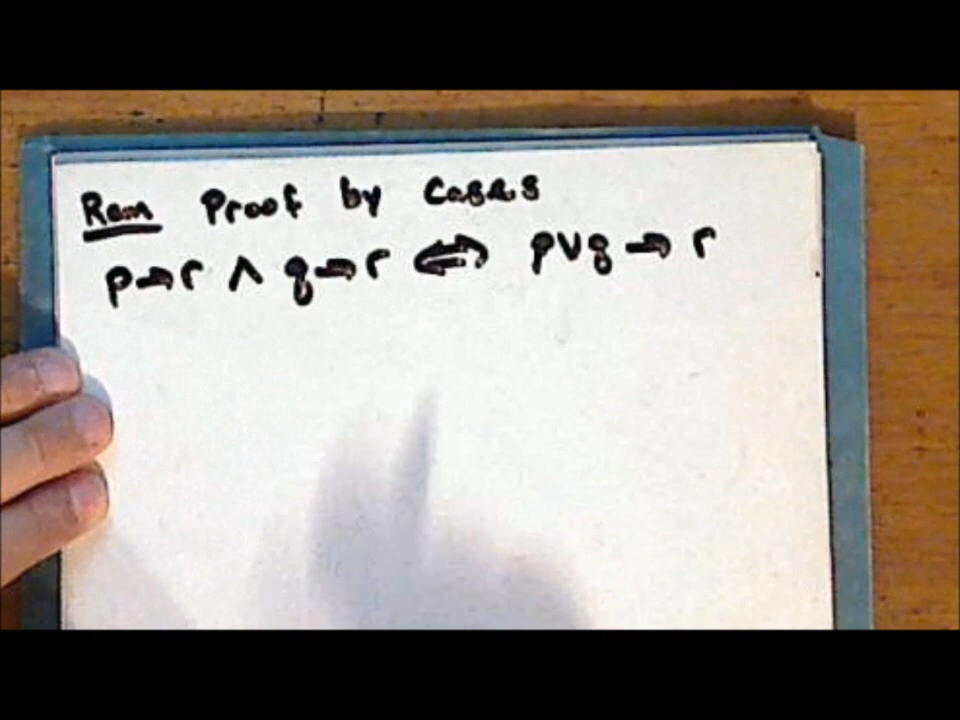 Rem Proof by Cases
p→r ∧ q→r ⇔ p∨q → r